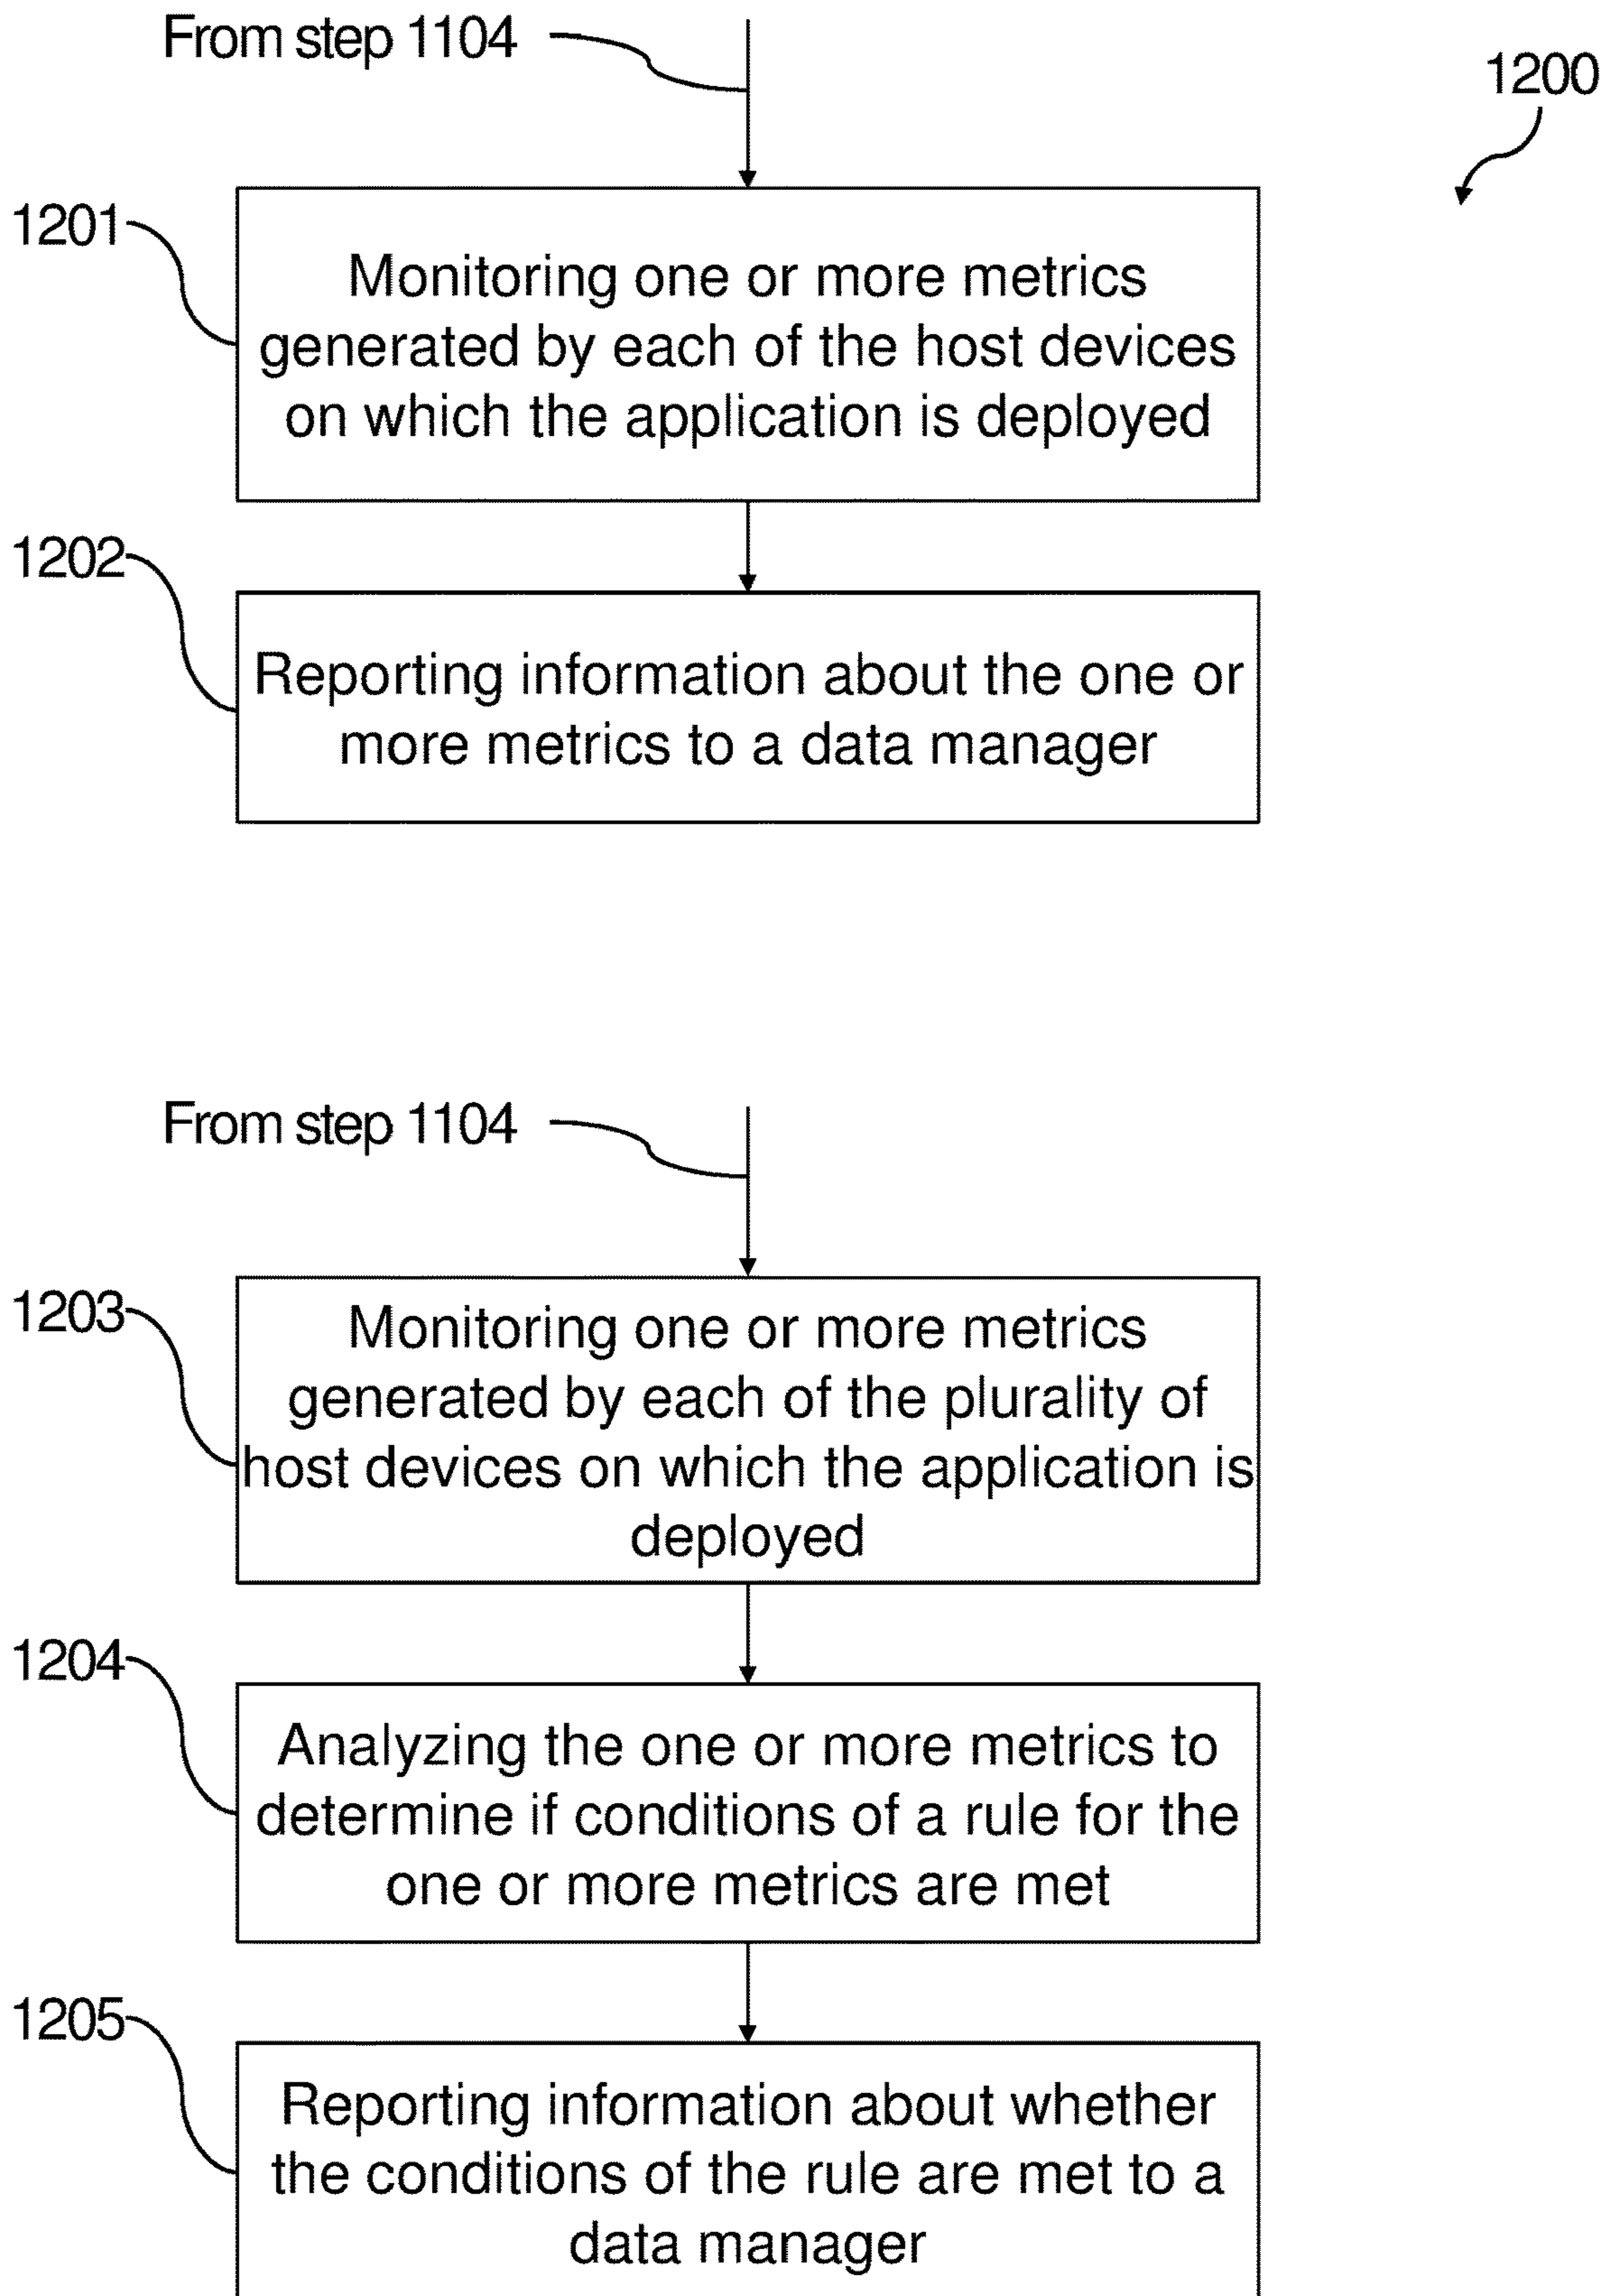 From step 1104
1200
1201
Monitoring one or more metrics
generated by each of the host devices
on which the application is deployed
1202
Reporting information about the one or
more metrics to a data manager
From step 1104
1203
Monitoring one or more metrics
generated by each of the plurality of
host devices on which the application is
deployed
1204
Analyzing the one or more metrics to
determine if conditions of a rule for the
one or more metrics are met
1205
Reporting information about whether
the conditions of the rule are met to a
data manager